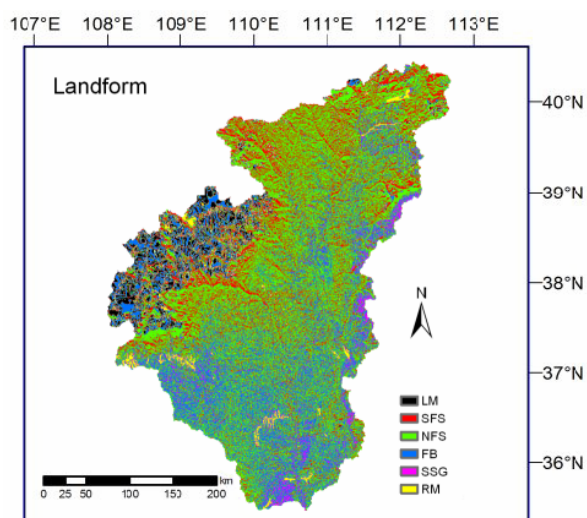 107°E 108°E 109°E 110°E 111°E 112°E 113°E
Landform
40°N
39°N
38°N
N
37°N
LM
SFS
NFS
FB
36°N
SSG
RM
0 25 50 100 150 200 km